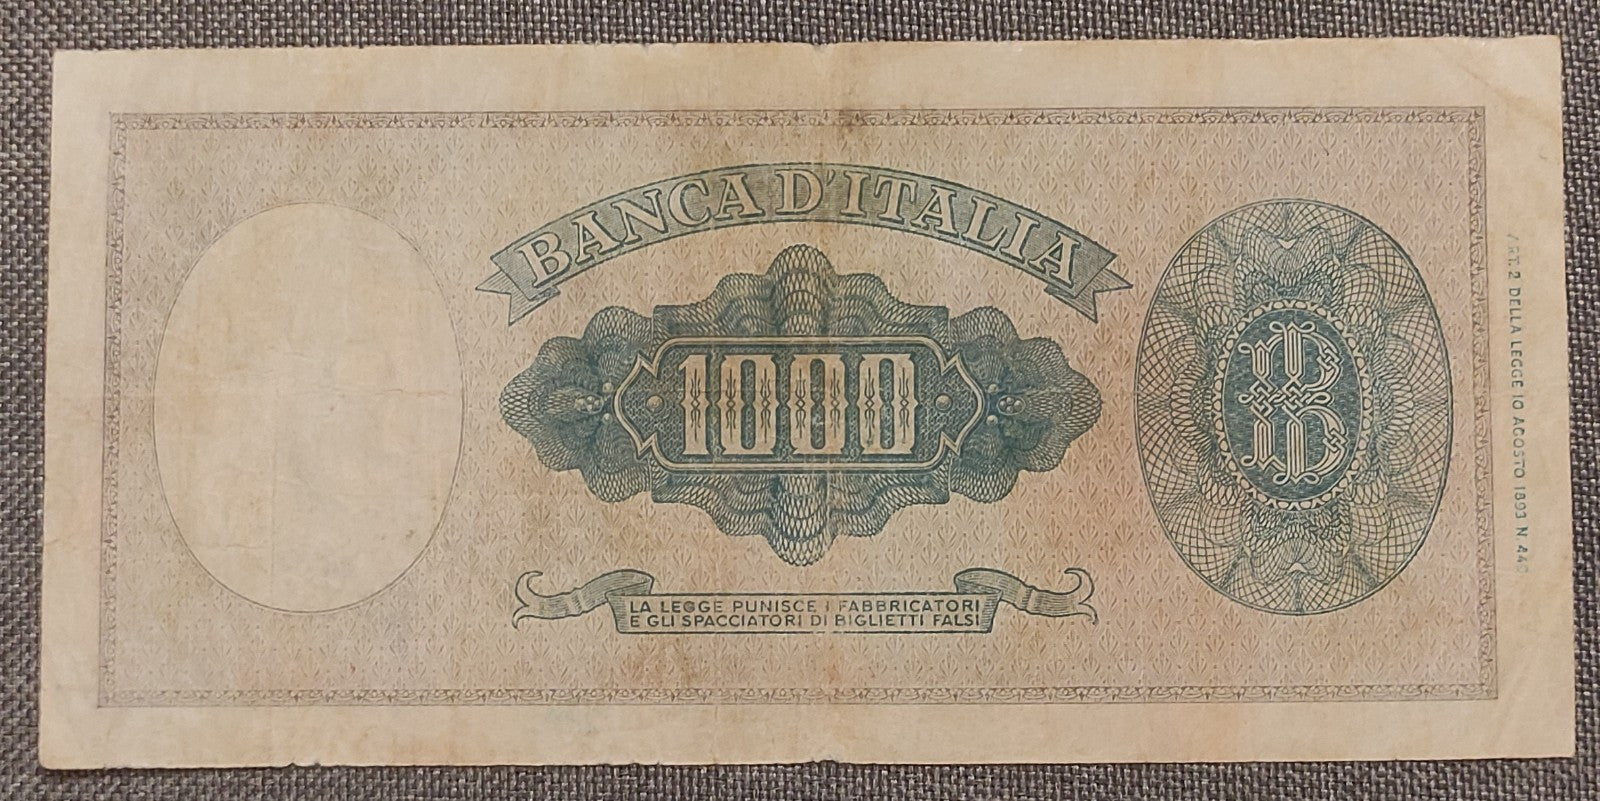 BANCA D'ITALIA
1000
B
LA LEGGE PUNISCE I FABBRICATORI
E GLI SPACCIATORI DI BIGLIETTI FALSI
ART. 2 DELLA LEGGE 10 AGOSTO 1893 N